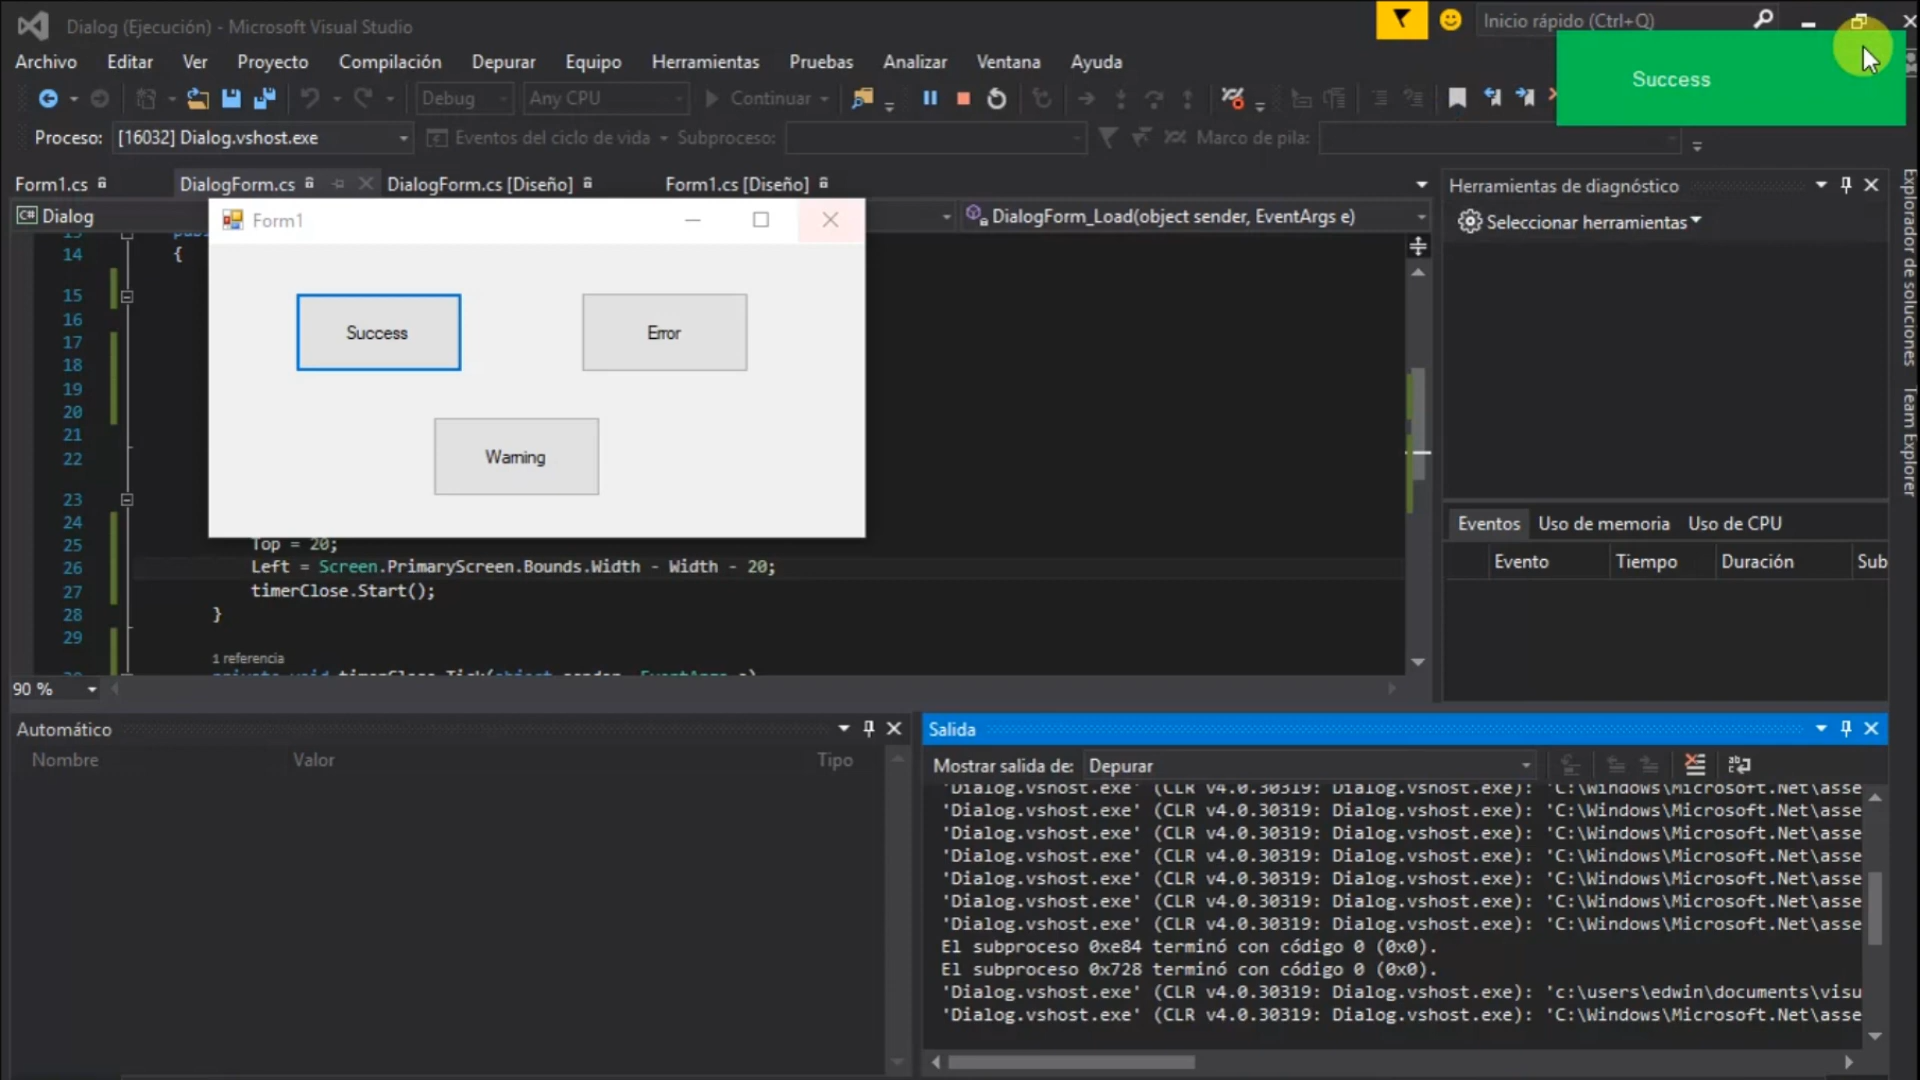 Dialog (Ejecución) - Microsoft Visual Studio
Inicio rápido (Ctrl+Q)
Archivo Editar Ver Proyecto Compilación Depurar Equipo Herramientas Pruebas Analizar Ventana Ayuda
Success
Debug Any CPU Continuar
Proceso: [16032] Dialog.vshost.exe Eventos del ciclo de vida Subproceso: Marco de pila:
Form1.cs DialogForm.cs DialogForm.cs [Diseño] Form1.cs [Diseño]
C# Dialog
DialogForm_Load(object sender, EventArgs e)
Form1
Success
Error
Warning
14 {
15
16
17
18
19
20
21
22
23
24
25 Top = 20;
26 Left = Screen.PrimaryScreen.Bounds.Width - Width - 20;
27 timerClose.Start();
28 }
29
1 referencia
90 %
Herramientas de diagnóstico
Seleccionar herramientas
Eventos Uso de memoria Uso de CPU
Evento Tiempo Duración Sub
Explorador de soluciones
Team Explorer
Automático
Nombre Valor Tipo
Salida
Mostrar salida de: Depurar
'Dialog.vshost.exe' (CLR v4.0.30319: Dialog.vshost.exe): 'C:\Windows\Microsoft.Net\asse
'Dialog.vshost.exe' (CLR v4.0.30319: Dialog.vshost.exe): 'C:\Windows\Microsoft.Net\asse
'Dialog.vshost.exe' (CLR v4.0.30319: Dialog.vshost.exe): 'C:\Windows\Microsoft.Net\asse
'Dialog.vshost.exe' (CLR v4.0.30319: Dialog.vshost.exe): 'C:\Windows\Microsoft.Net\asse
'Dialog.vshost.exe' (CLR v4.0.30319: Dialog.vshost.exe): 'C:\Windows\Microsoft.Net\asse
'Dialog.vshost.exe' (CLR v4.0.30319: Dialog.vshost.exe): 'C:\Windows\Microsoft.Net\asse
'Dialog.vshost.exe' (CLR v4.0.30319: Dialog.vshost.exe): 'C:\Windows\Microsoft.Net\asse
El subproceso 0xe84 terminó con código 0 (0x0).
El subproceso 0x728 terminó con código 0 (0x0).
'Dialog.vshost.exe' (CLR v4.0.30319: Dialog.vshost.exe): 'c:\users\edwin\documents\visu
'Dialog.vshost.exe' (CLR v4.0.30319: Dialog.vshost.exe): 'C:\Windows\Microsoft.Net\asse